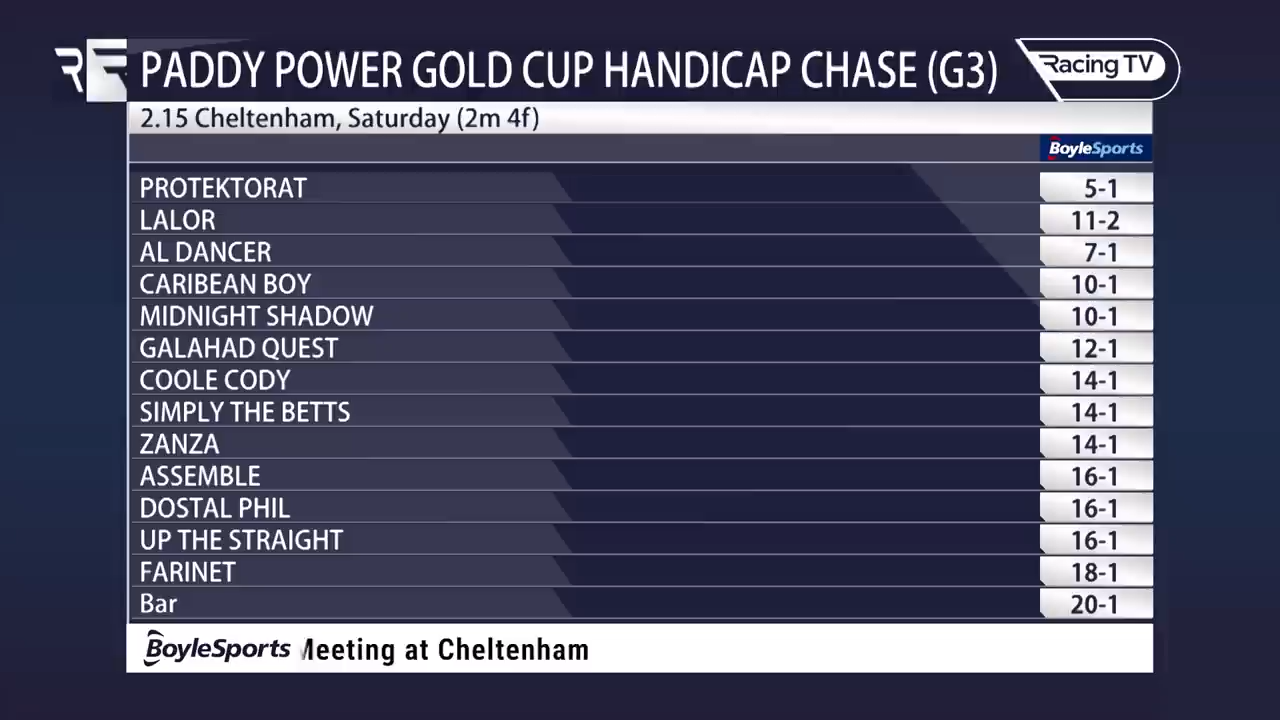 RF PADDY POWER GOLD CUP HANDICAP CHASE (G3) Racing TV
2.15 Cheltenham, Saturday (2m 4f)
BoyleSports
PROTEKTORAT 5-1
LALOR 11-2
AL DANCER 7-1
CARIBEAN BOY 10-1
MIDNIGHT SHADOW 10-1
GALAHAD QUEST 12-1
COOLE CODY 14-1
SIMPLY THE BETTS 14-1
ZANZA 14-1
ASSEMBLE 16-1
DOSTAL PHIL 16-1
UP THE STRAIGHT 16-1
FARINET 18-1
Bar 20-1
BoyleSports Meeting at Cheltenham